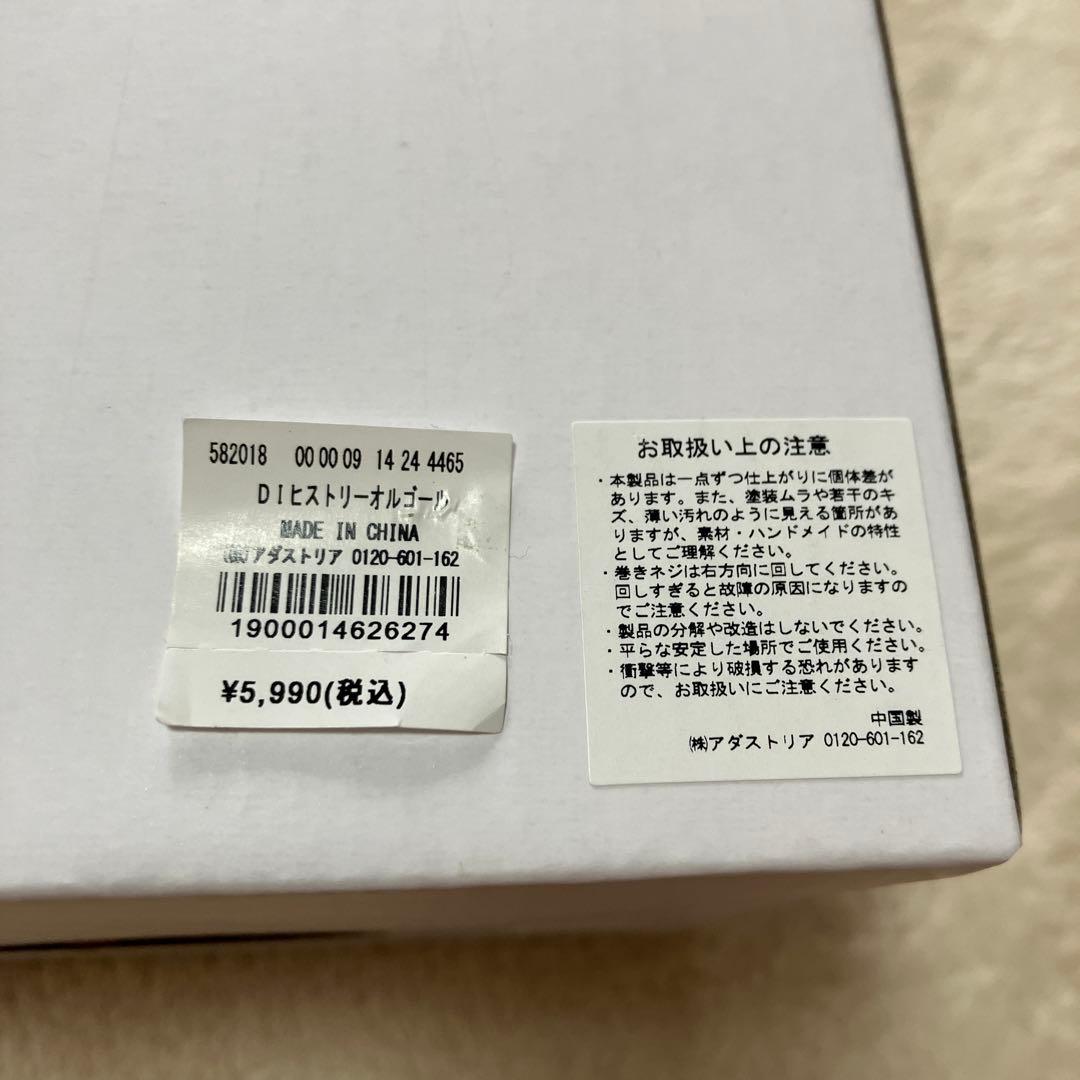 582018 00 00 09 14 24 4465
DIヒストリーオルゴール
MADE IN CHINA
㈱アダストリア 0120-601-162
1900014626274
¥5,990(税込)
お取扱い上の注意
・本製品は一点ずつ仕上がりに個体差が
あります。また、塗装ムラや若干のキ
ズ、薄い汚れのように見える箇所があ
りますが、素材・ハンドメイドの特性
としてご理解ください。
・巻きネジは右方向に回してください。
回しすぎると故障の原因になりますの
でご注意ください。
・製品の分解や改造はしないでください。
・平らな安定した場所でご使用ください。
・衝撃等により破損する恐れがあります
ので、お取扱いにご注意ください。
中国製
㈱アダストリア 0120-601-162